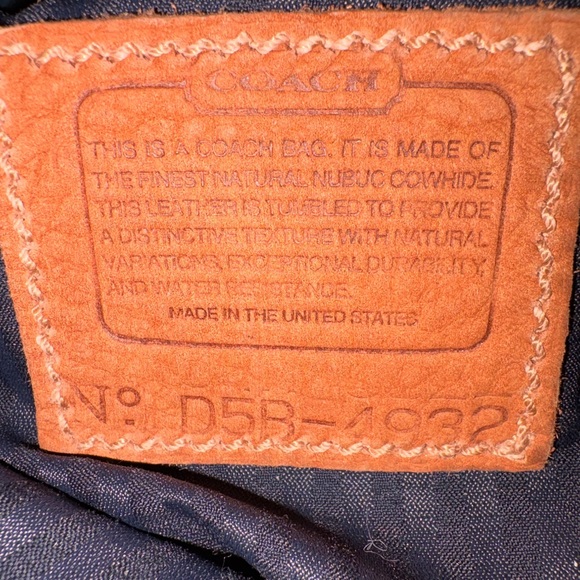 COACH
THIS IS A COACH BAG. IT IS MADE OF
THE FINEST NATURAL NUBUC COWHIDE.
THIS LEATHER IS TUMBLED TO PROVIDE
A DISTINCTIVE TEXTURE WITH NATURAL
VARIATIONS, EXCEPTIONAL DURABILITY,
AND WATER RESISTANCE.
MADE IN THE UNITED STATES
No: D5B-4932